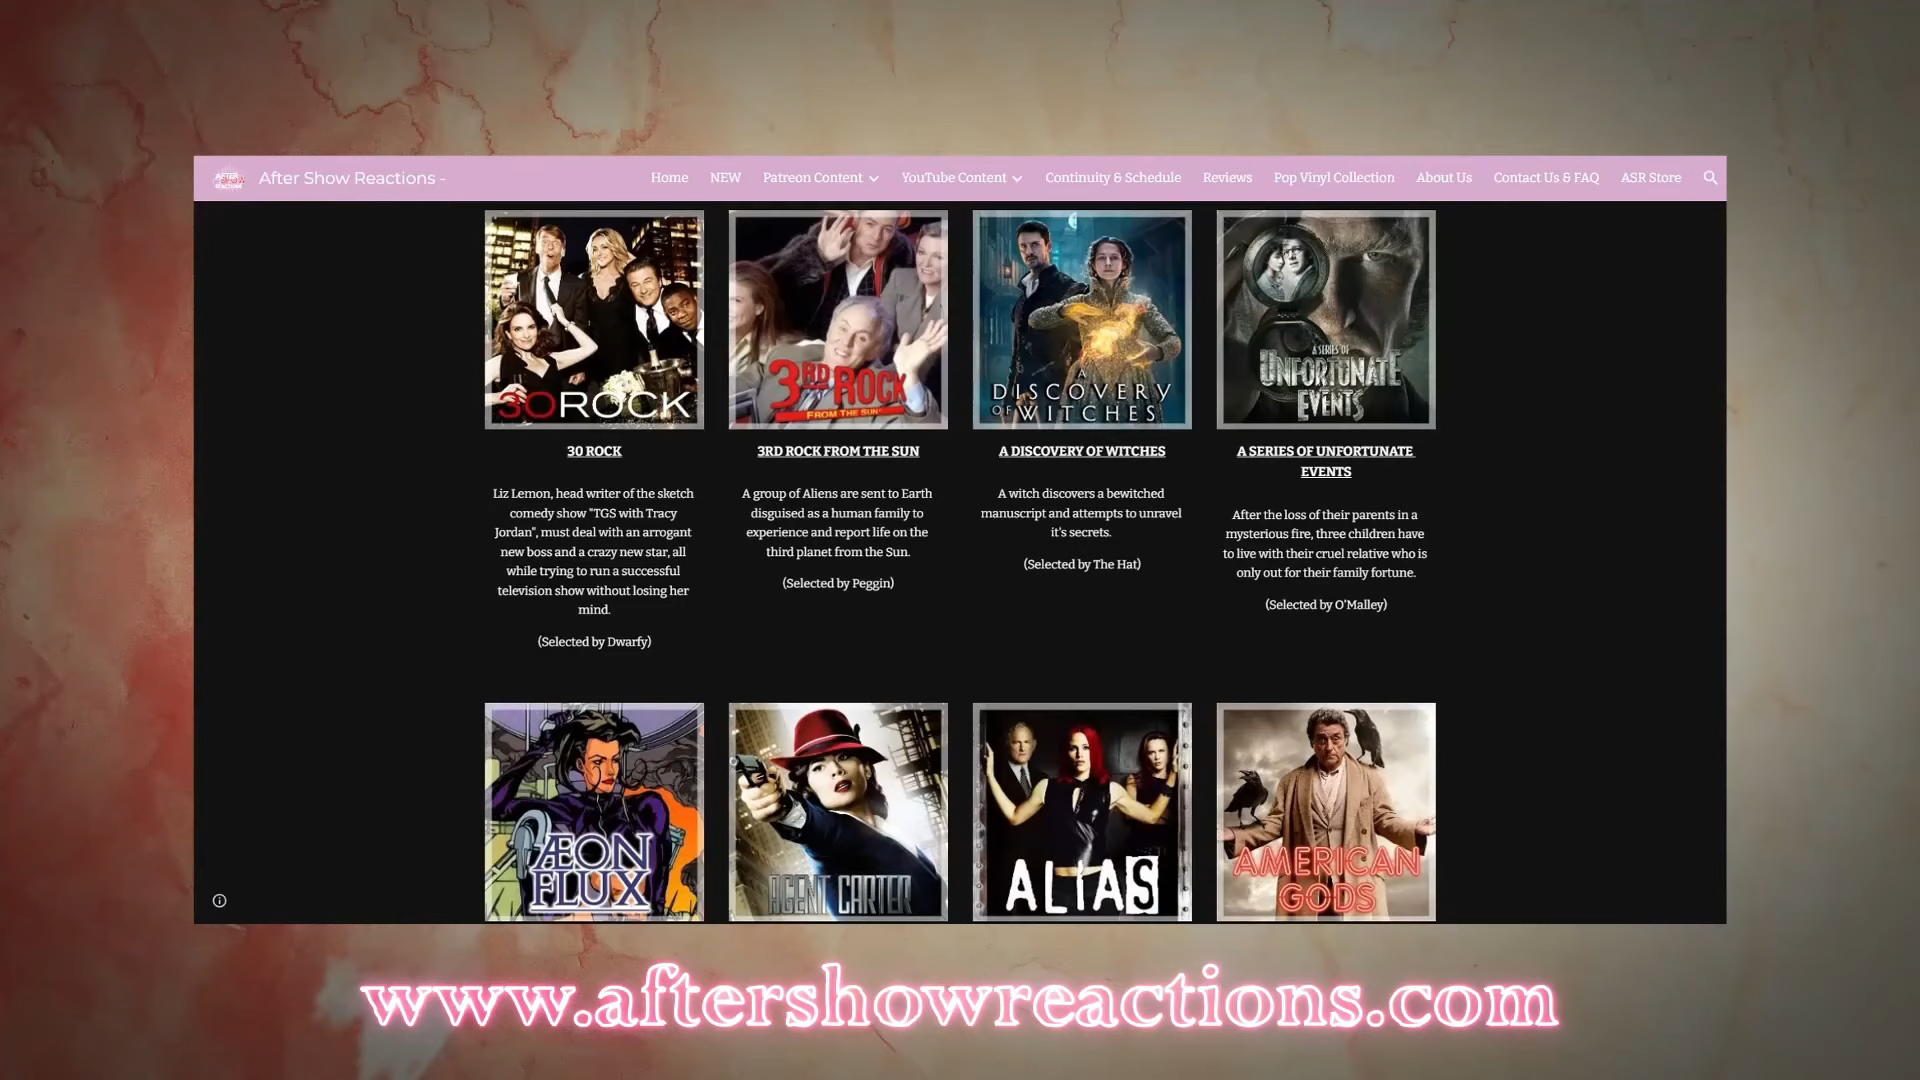 AFTER SHOW REACTIONS
After Show Reactions -
Home
NEW
Patreon Content
YouTube Content
Continuity & Schedule
Reviews
Pop Vinyl Collection
About Us
Contact Us & FAQ
ASR Store
30ROCK
3RD ROCK
FROM THE SUN
A
DISCOVERY
OF WITCHES
A SERIES OF
UNFORTUNATE
EVENTS
30 ROCK
Liz Lemon, head writer of the sketch
comedy show "TGS with Tracy
Jordan", must deal with an arrogant
new boss and a crazy new star, all
while trying to run a successful
television show without losing her
mind.
(Selected by Dwarfy)
3RD ROCK FROM THE SUN
A group of Aliens are sent to Earth
disguised as a human family to
experience and report life on the
third planet from the Sun.
(Selected by Peggin)
A DISCOVERY OF WITCHES
A witch discovers a bewitched
manuscript and attempts to unravel
it's secrets.
(Selected by The Hat)
A SERIES OF UNFORTUNATE
EVENTS
After the loss of their parents in a
mysterious fire, three children have
to live with their cruel relative who is
only out for their family fortune.
(Selected by O'Malley)
ÆON
FLUX
AGENT CARTER
ALIAS
AMERICAN
GODS
www.aftershowreactions.com